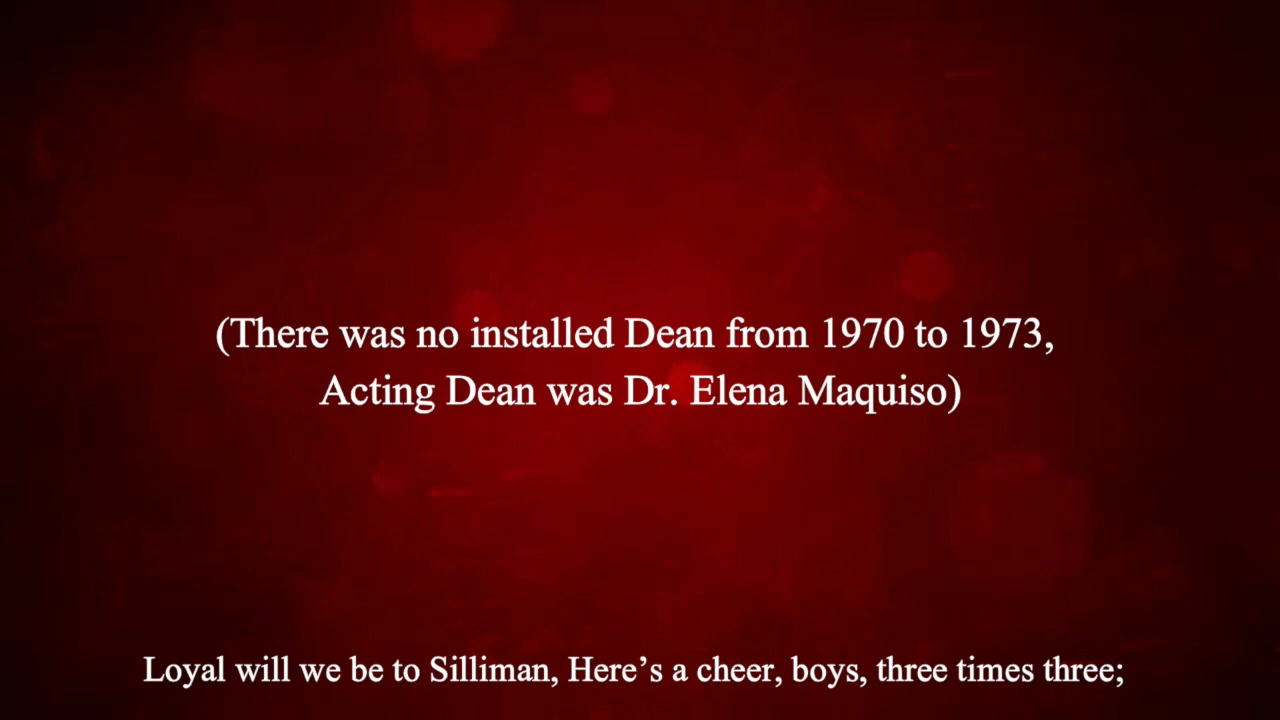 (There was no installed Dean from 1970 to 1973,
Acting Dean was Dr. Elena Maquiso)
Loyal will we be to Silliman, Here’s a cheer, boys, three times three;